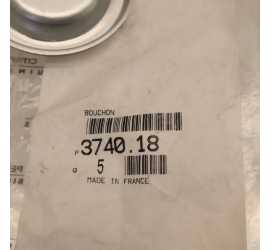 BOUCHON
P 3740.18
Q 5
MADE IN FRANCE